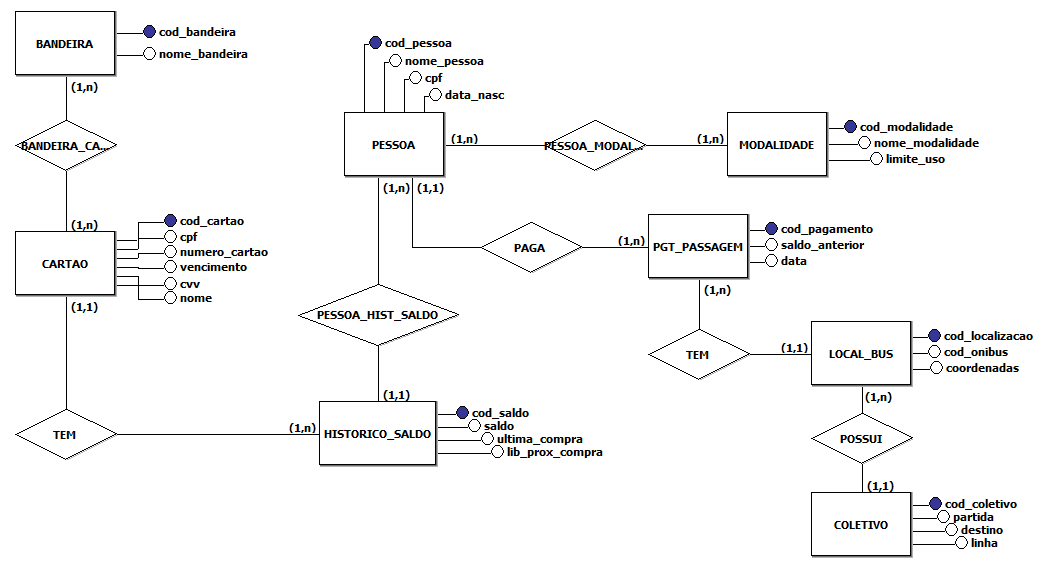 BANDEIRA
cod_bandeira
nome_bandeira
(1,n)
BANDEIRA_CA...
(1,n)
CARTAO
cod_cartao
cpf
numero_cartao
vencimento
cvv
nome
(1,1)
TEM
(1,n)
cod_pessoa
nome_pessoa
cpf
data_nasc
PESSOA
(1,n)
PESSOA_MODAL...
(1,n)
MODALIDADE
cod_modalidade
nome_modalidade
limite_uso
(1,n)
(1,1)
PAGA
(1,n)
PGT_PASSAGEM
cod_pagamento
saldo_anterior
data
PESSOA_HIST_SALDO
(1,1)
HISTORICO_SALDO
cod_saldo
saldo
ultima_compra
lib_prox_compra
(1,n)
TEM
(1,1)
LOCAL_BUS
cod_localizacao
cod_onibus
coordenadas
(1,n)
POSSUI
(1,1)
COLETIVO
cod_coletivo
partida
destino
linha